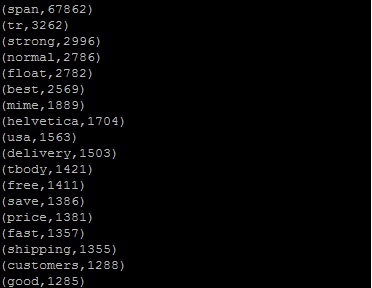 (span,67862)
(tr,3262)
(strong,2996)
(normal,2786)
(float,2782)
(best,2569)
(mime,1889)
(helvetica,1704)
(usa,1563)
(delivery,1503)
(tbody,1421)
(free,1411)
(save,1386)
(price,1381)
(fast,1357)
(shipping,1355)
(customers,1288)
(good,1285)